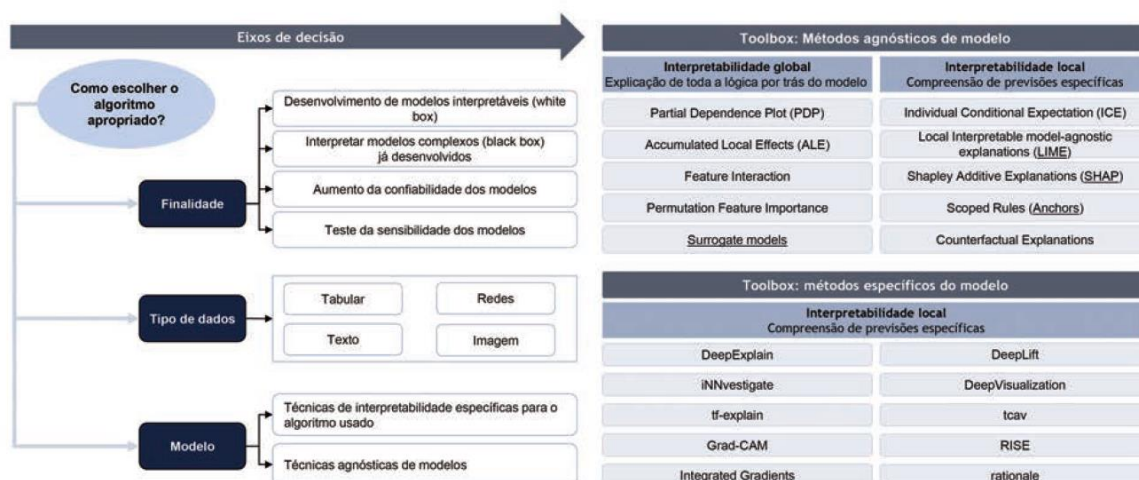 Eixos de decisão
Como escolher o
algoritmo
apropriado?
Finalidade
Desenvolvimento de modelos interpretáveis (white
box)
Interpretar modelos complexos (black box)
já desenvolvidos
Aumento da confiabilidade dos modelos
Teste da sensibilidade dos modelos
Tipo de dados
Tabular
Redes
Texto
Imagem
Modelo
Técnicas de interpretabilidade específicas para o
algoritmo usado
Técnicas agnósticas de modelos
Toolbox: Métodos agnósticos de modelo
Interpretabilidade global
Explicação de toda a lógica por trás do modelo
Interpretabilidade local
Compreensão de previsões específicas
Partial Dependence Plot (PDP)
Individual Conditional Expectation (ICE)
Accumulated Local Effects (ALE)
Local Interpretable model-agnostic
explanations (LIME)
Feature Interaction
Shapley Additive Explanations (SHAP)
Permutation Feature Importance
Scoped Rules (Anchors)
Surrogate models
Counterfactual Explanations
Toolbox: métodos específicos do modelo
Interpretabilidade local
Compreensão de previsões específicas
DeepExplain
DeepLift
iNNvestigate
DeepVisualization
tf-explain
tcav
Grad-CAM
RISE
Integrated Gradients
rationale